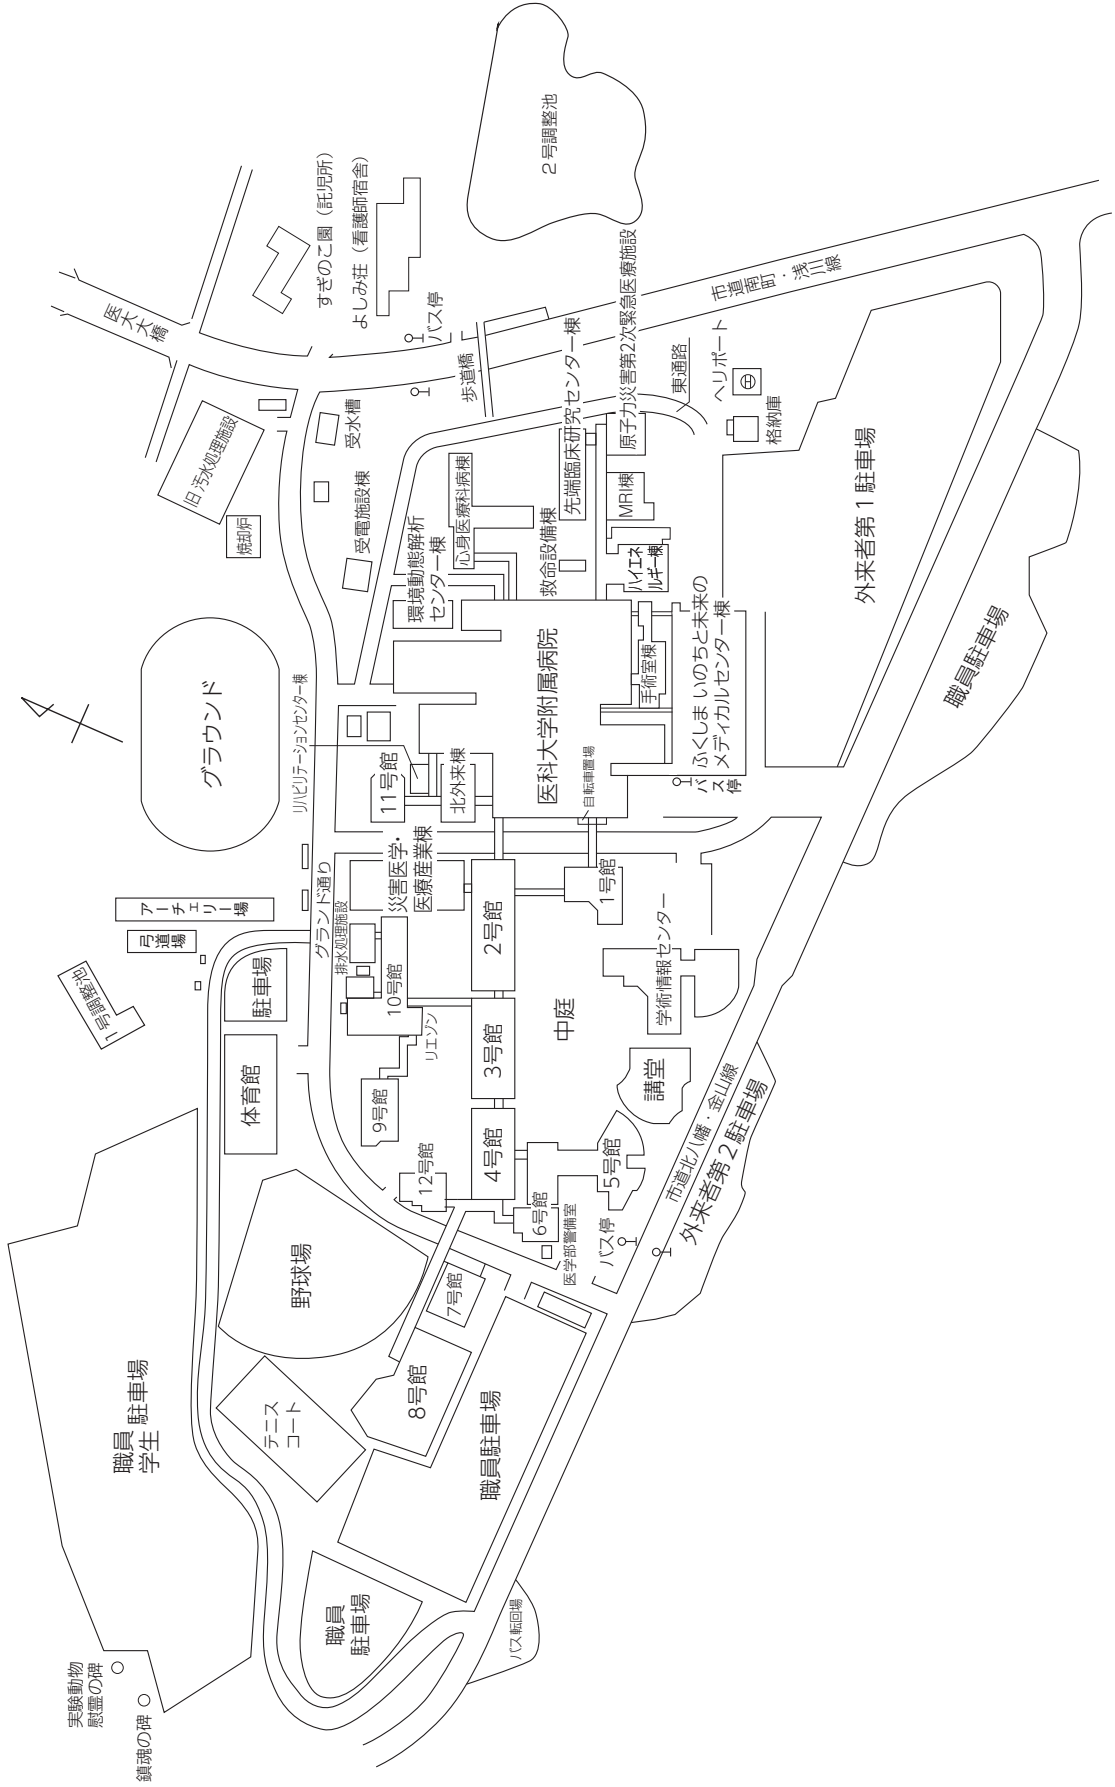 実験動物
慰霊の碑
鎮魂の碑
職員
学生
駐車場
職員
駐車場
バス転回場
テニス
コート
野球場
8号館
7号館
職員駐車場
体育館
駐車場
1号調整池
弓道場
アーチェリー場
グラウンド
グランド通り
排水処理施設
リハビリテーションセンター棟
12号館
9号館
リエゾン
10号館
災害医学・
医療産業棟
11号館
北外来棟
4号館
3号館
2号館
1号館
6号館
5号館
医学部警備室
バス停
中庭
講堂
学術情報センター
市道北八幡・金山線
外来者第2駐車場
医科大学附属病院
自転車置場
手術室棟
ふくしま いのちと未来の
メディカルセンター棟
バス停
環境動態解析
センター棟
心身医療科病棟
救命設備棟
ハイエネ
ルギー棟
MRI棟
先端臨床研究センター棟
原子力災害第2次緊急医療施設
東通路
ヘリポート
H
格納庫
外来者第1駐車場
職員駐車場
市道南町・浅川線
焼却炉
旧汚水処理施設
受電施設棟
受水槽
医大大橋
すぎのこ園(託児所)
よしみ荘(看護師宿舎)
バス停
歩道橋
2号調整池